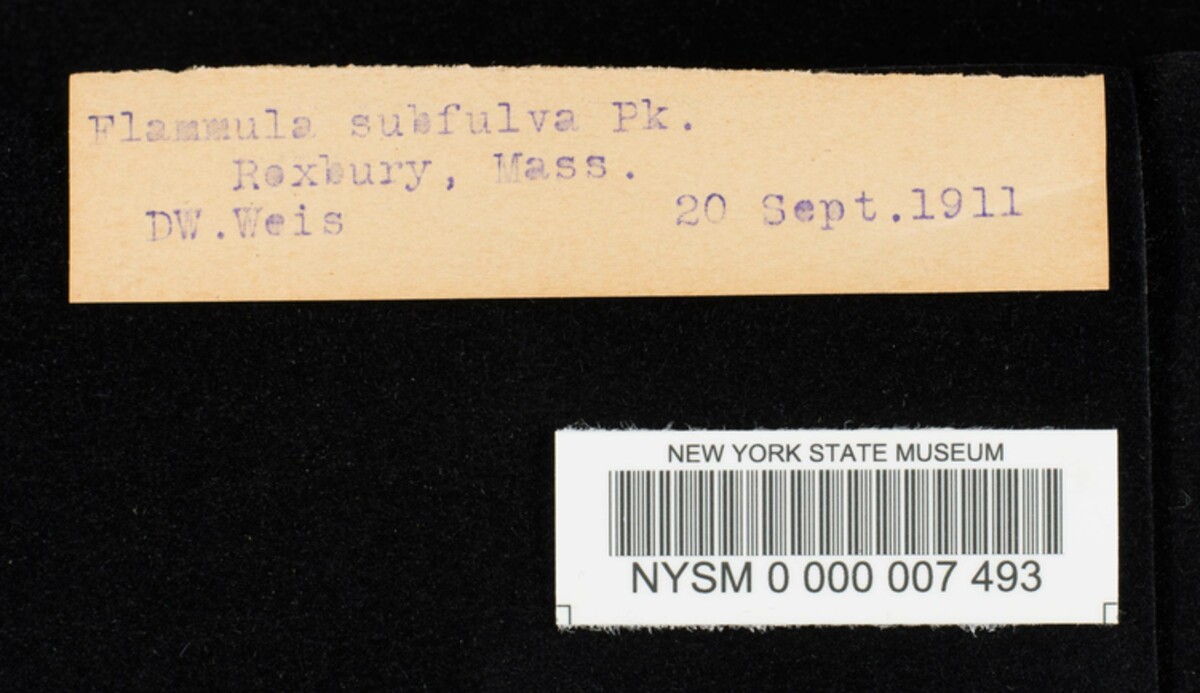 Flammula subfulva Pk.
Roxbury, Mass.
DW.Weis 20 Sept.1911
NEW YORK STATE MUSEUM
NYSM 0 000 007 493